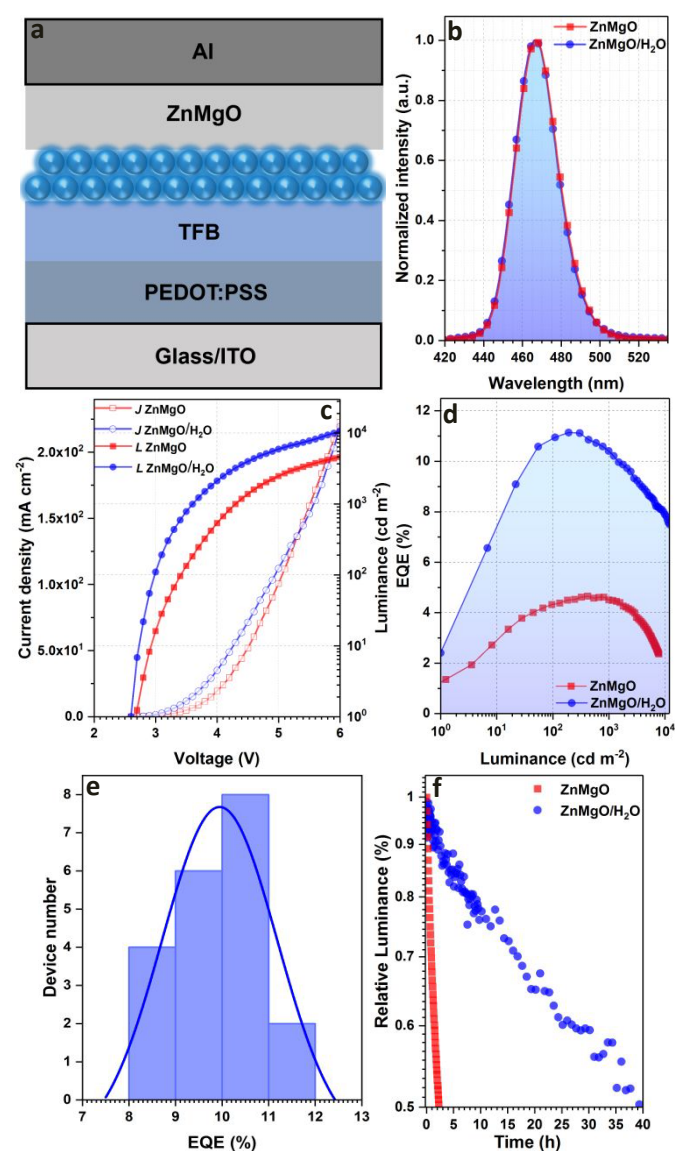 a
Al
ZnMgO
TFB
PEDOT:PSS
Glass/ITO
b
ZnMgO
ZnMgO/H₂O
Normalized intensity (a.u.)
1.0
0.8
0.6
0.4
0.2
0.0
420 440 460 480 500 520
Wavelength (nm)
c
J ZnMgO
J ZnMgO/H₂O
L ZnMgO
L ZnMgO/H₂O
Current density (mA cm⁻²)
2.0x10²
1.5x10²
1.0x10²
5.0x10¹
0.0
10⁴
10³
10²
10¹
10⁰
Luminance (cd m⁻²)
2 3 4 5 6
Voltage (V)
d
EQE (%)
12
10
8
6
4
2
0
ZnMgO
ZnMgO/H₂O
10⁰ 10¹ 10² 10³ 10⁴
Luminance (cd m⁻²)
e
Device number
8
7
6
5
4
3
2
1
0
7 8 9 10 11 12 13
EQE (%)
f
ZnMgO
ZnMgO/H₂O
Relative Luminance (%)
1
0.9
0.8
0.7
0.6
0.5
0 5 10 15 20 25 30 35 40
Time (h)